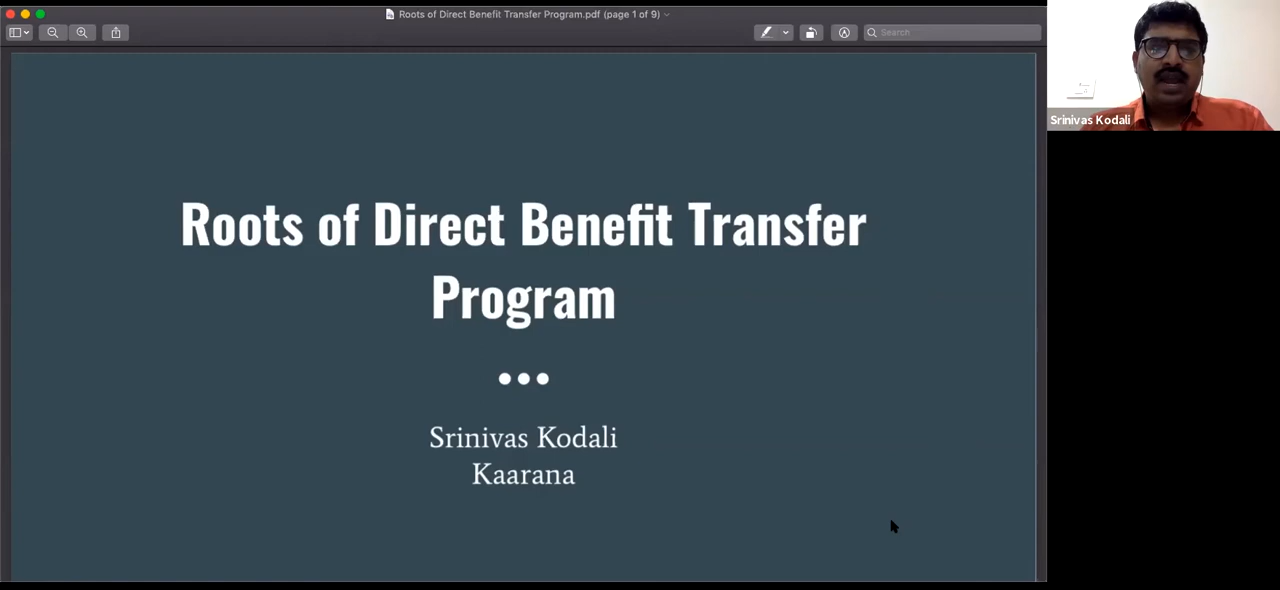 Roots of Direct Benefit Transfer Program.pdf (page 1 of 9)
Search
Roots of Direct Benefit Transfer
Program
Srinivas Kodali
Kaarana
Srinivas Kodali